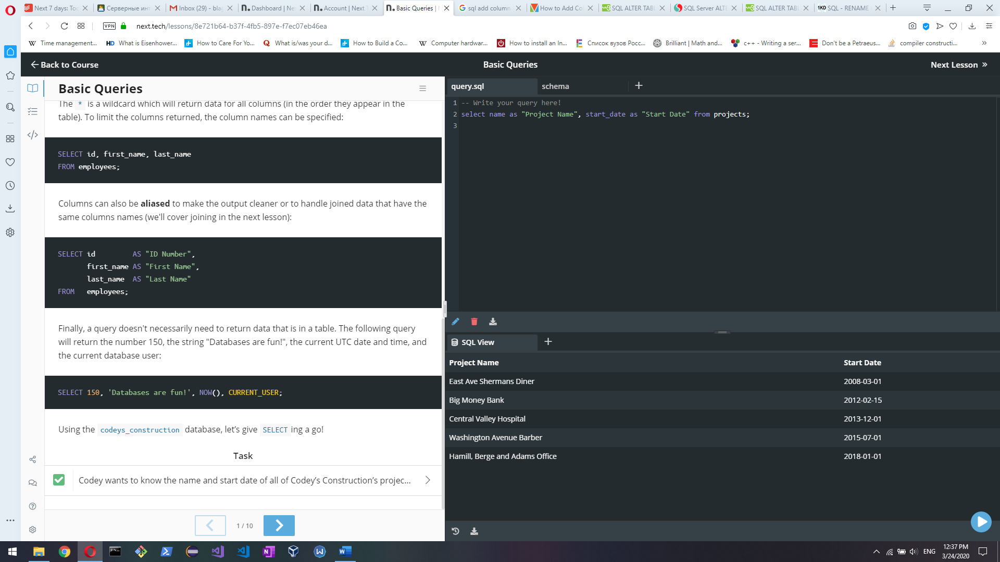 Next 7 days: Toc
Серверные инт
Inbox (29) - bla
Dashboard | Ne
Account | Next
Basic Queries |
sql add column
How to Add Co
SQL ALTER TABL
SQL Server ALTE
SQL ALTER TABL
1KD SQL - RENAME
VPN
next.tech/lessons/8e721b64-b37f-4fb5-897e-f7ec07eb46ea
Time management...
What is Eisenhower...
How to Care For Yo...
What is/was your d...
How to Build a Co...
Computer hardwar...
How to install an In...
Список вузов Росс...
Brilliant | Math and...
c++ - Writing a ser...
Don't be a Petraeus...
compiler constructi...
Back to Course
Basic Queries
Next Lesson
Basic Queries
The * is a wildcard which will return data for all columns (in the order they appear in the
table). To limit the columns returned, the column names can be specified:
SELECT id, first_name, last_name
FROM employees;
Columns can also be aliased to make the output cleaner or to handle joined data that have the
same columns names (we'll cover joining in the next lesson):
SELECT id AS "ID Number",
first_name AS "First Name",
last_name AS "Last Name"
FROM employees;
Finally, a query doesn't necessarily need to return data that is in a table. The following query
will return the number 150, the string "Databases are fun!", the current UTC date and time, and
the current database user:
SELECT 150, 'Databases are fun!', NOW(), CURRENT_USER;
Using the codeys_construction database, let's give SELECT ing a go!
Task
Codey wants to know the name and start date of all of Codey's Construction's projec...
1 / 10
query.sql
schema
1 -- Write your query here!
2 select name as "Project Name", start_date as "Start Date" from projects;
3
SQL View
Project Name Start Date
East Ave Shermans Diner 2008-03-01
Big Money Bank 2012-02-15
Central Valley Hospital 2013-12-01
Washington Avenue Barber 2015-07-01
Hamill, Berge and Adams Office 2018-01-01
ENG
12:37 PM
3/24/2020